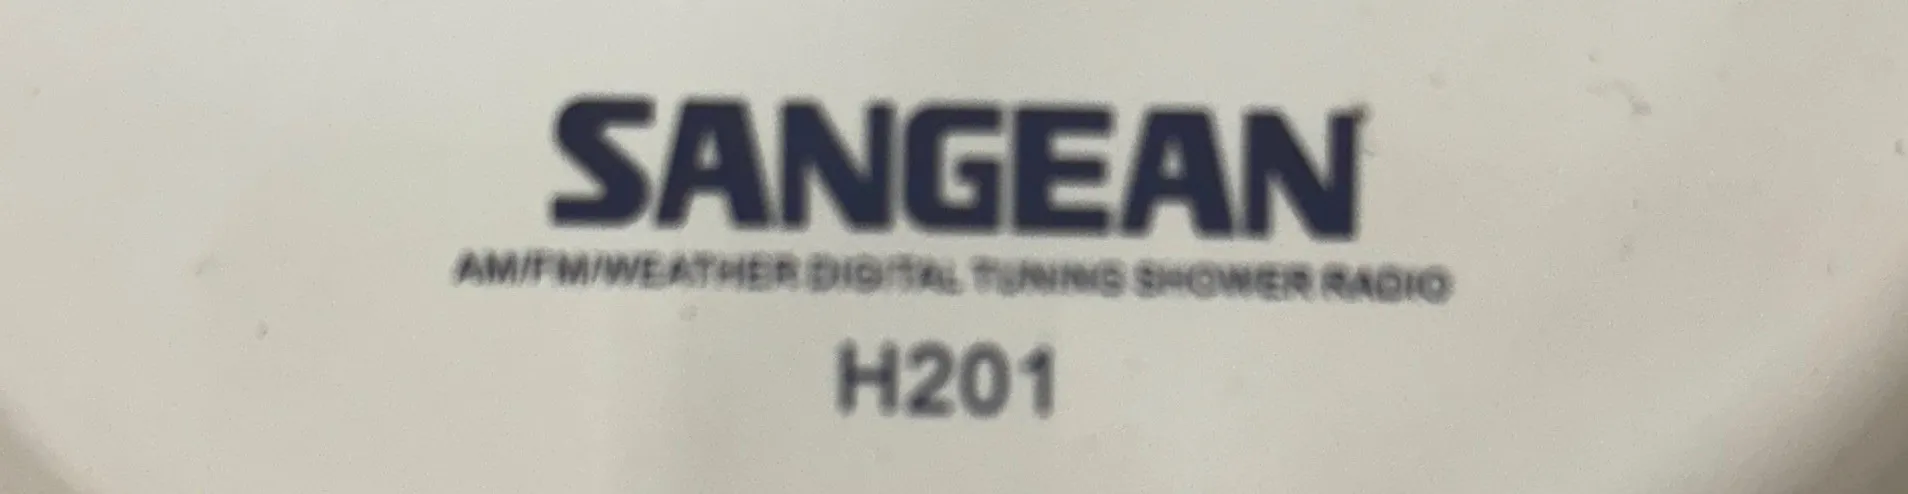 SANGEAN
AM/FM/WEATHER DIGITAL TUNING SHOWER RADIO
H201